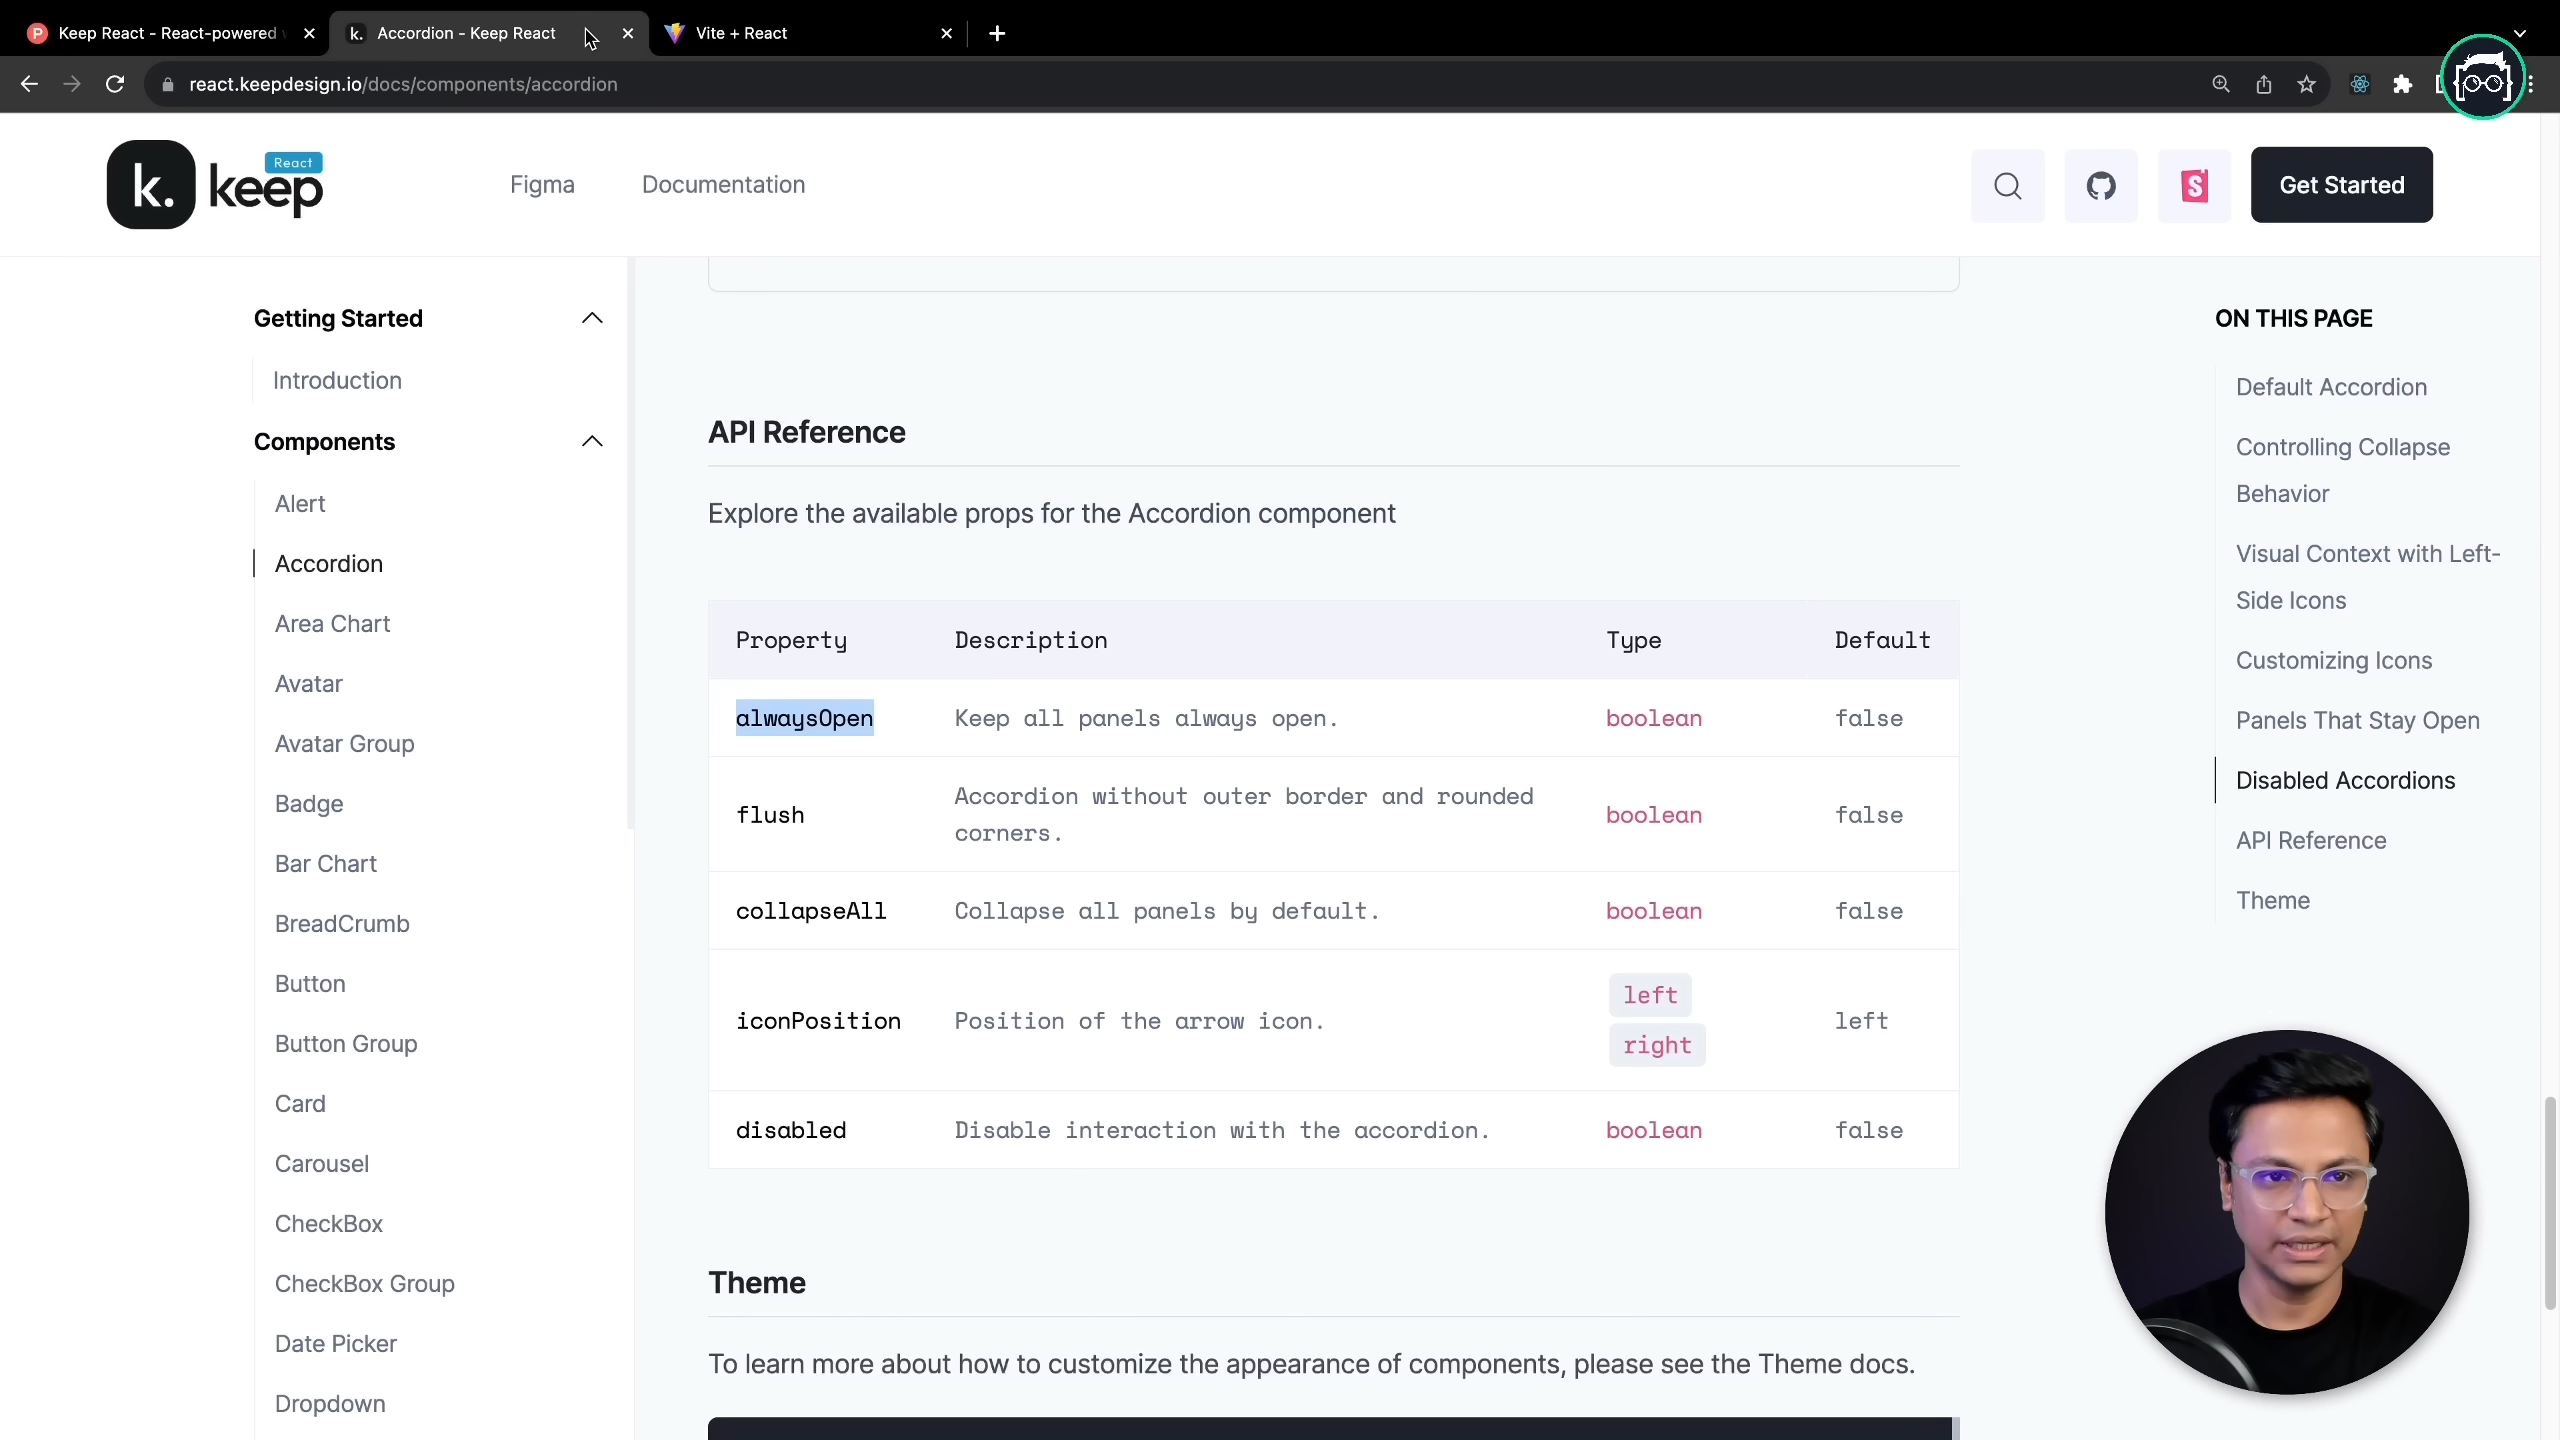 Keep React - React-powered
Accordion - Keep React
Vite + React
react.keepdesign.io/docs/components/accordion
k.
React
keep
Figma
Documentation
S
Get Started
Getting Started
Introduction
Components
Alert
Accordion
Area Chart
Avatar
Avatar Group
Badge
Bar Chart
BreadCrumb
Button
Button Group
Card
Carousel
CheckBox
CheckBox Group
Date Picker
Dropdown
API Reference
Explore the available props for the Accordion component
Property Description Type Default
alwaysOpen Keep all panels always open. boolean false
flush Accordion without outer border and rounded
corners. boolean false
collapseAll Collapse all panels by default. boolean false
iconPosition Position of the arrow icon. left
right left
disabled Disable interaction with the accordion. boolean false
Theme
To learn more about how to customize the appearance of components, please see the Theme docs.
ON THIS PAGE
Default Accordion
Controlling Collapse
Behavior
Visual Context with Left-
Side Icons
Customizing Icons
Panels That Stay Open
Disabled Accordions
API Reference
Theme